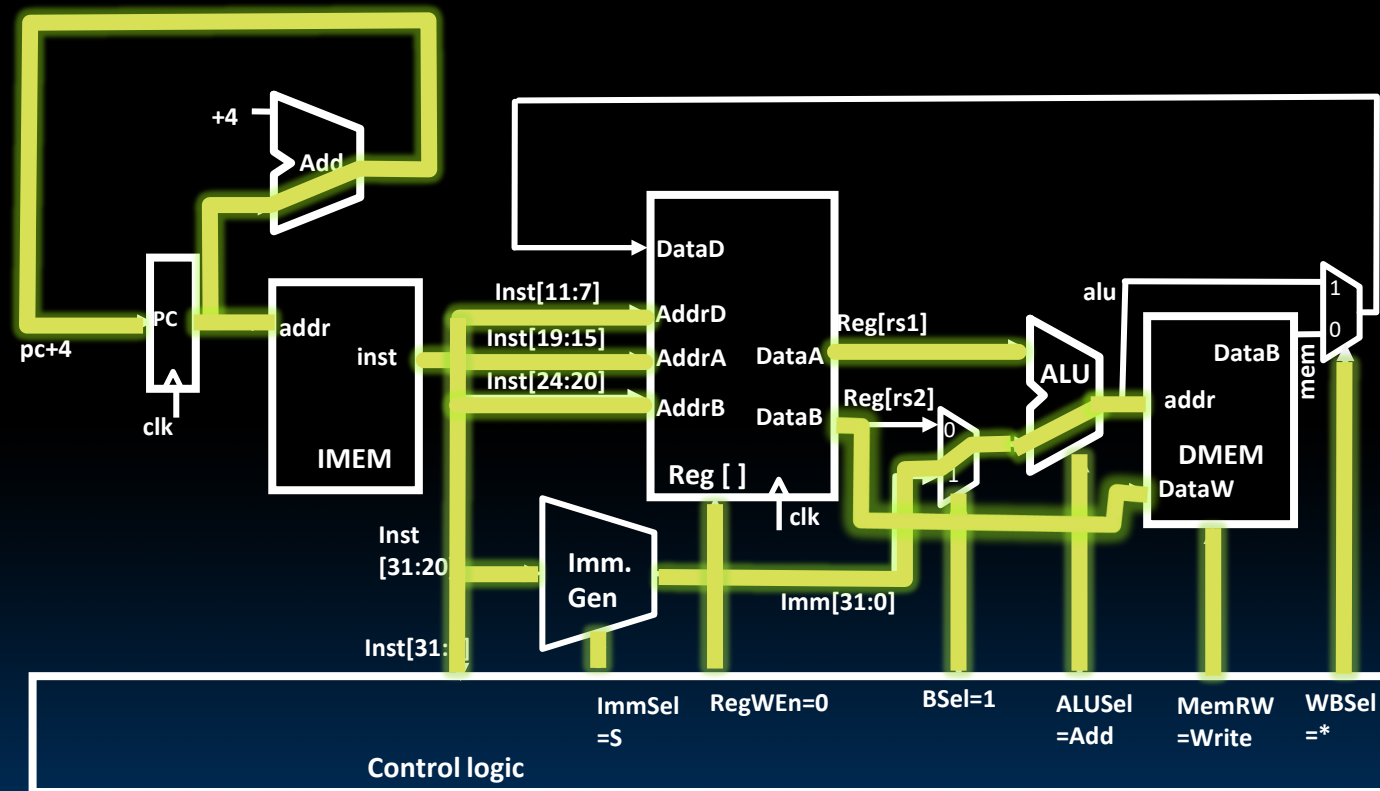 +4
Add
DataD
Inst[11:7]
AddrD
alu
1
0
pc+4
PC
addr
inst
Inst[19:15]
AddrA
Inst[24:20]
AddrB
DataA
DataB
Reg[rs1]
Reg[rs2]
ALU
DataB
mem
addr
0
1
DMEM
DataW
clk
IMEM
Reg [ ]
clk
Inst
[31:20]
Imm.
Gen
Imm[31:0]
Inst[31:
ImmSel
=S
RegWEn=0
BSel=1
ALUSel
=Add
MemRW
=Write
WBSel
=*
Control logic